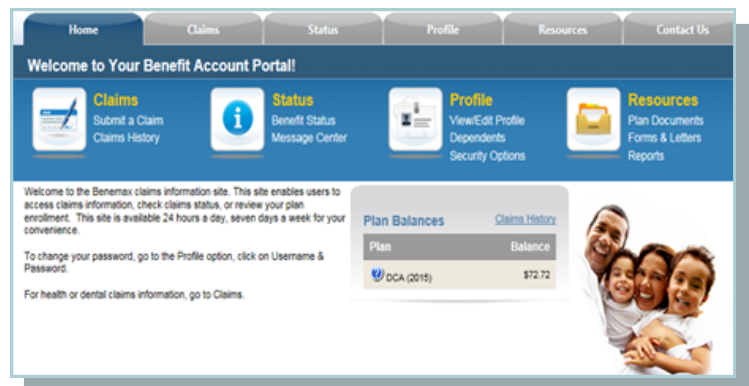 Home Claims Status Profile Resources Contact Us
Welcome to Your Benefit Account Portal!
Claims
Submit a Claim
Claims History
Status
Benefit Status
Message Center
Profile
View/Edit Profile
Dependents
Security Options
Resources
Plan Documents
Forms & Letters
Reports
Welcome to the Benemax claims information site. This site enables users to
access claims information, check claims status, or review your plan
enrollment. This site is available 24 hours a day, seven days a week for your
convenience.
To change your password, go to the Profile option, click on Username &
Password.
For health or dental claims information, go to Claims.
Plan Balances Claims History
Plan Balance
DCA (2015) $72.72